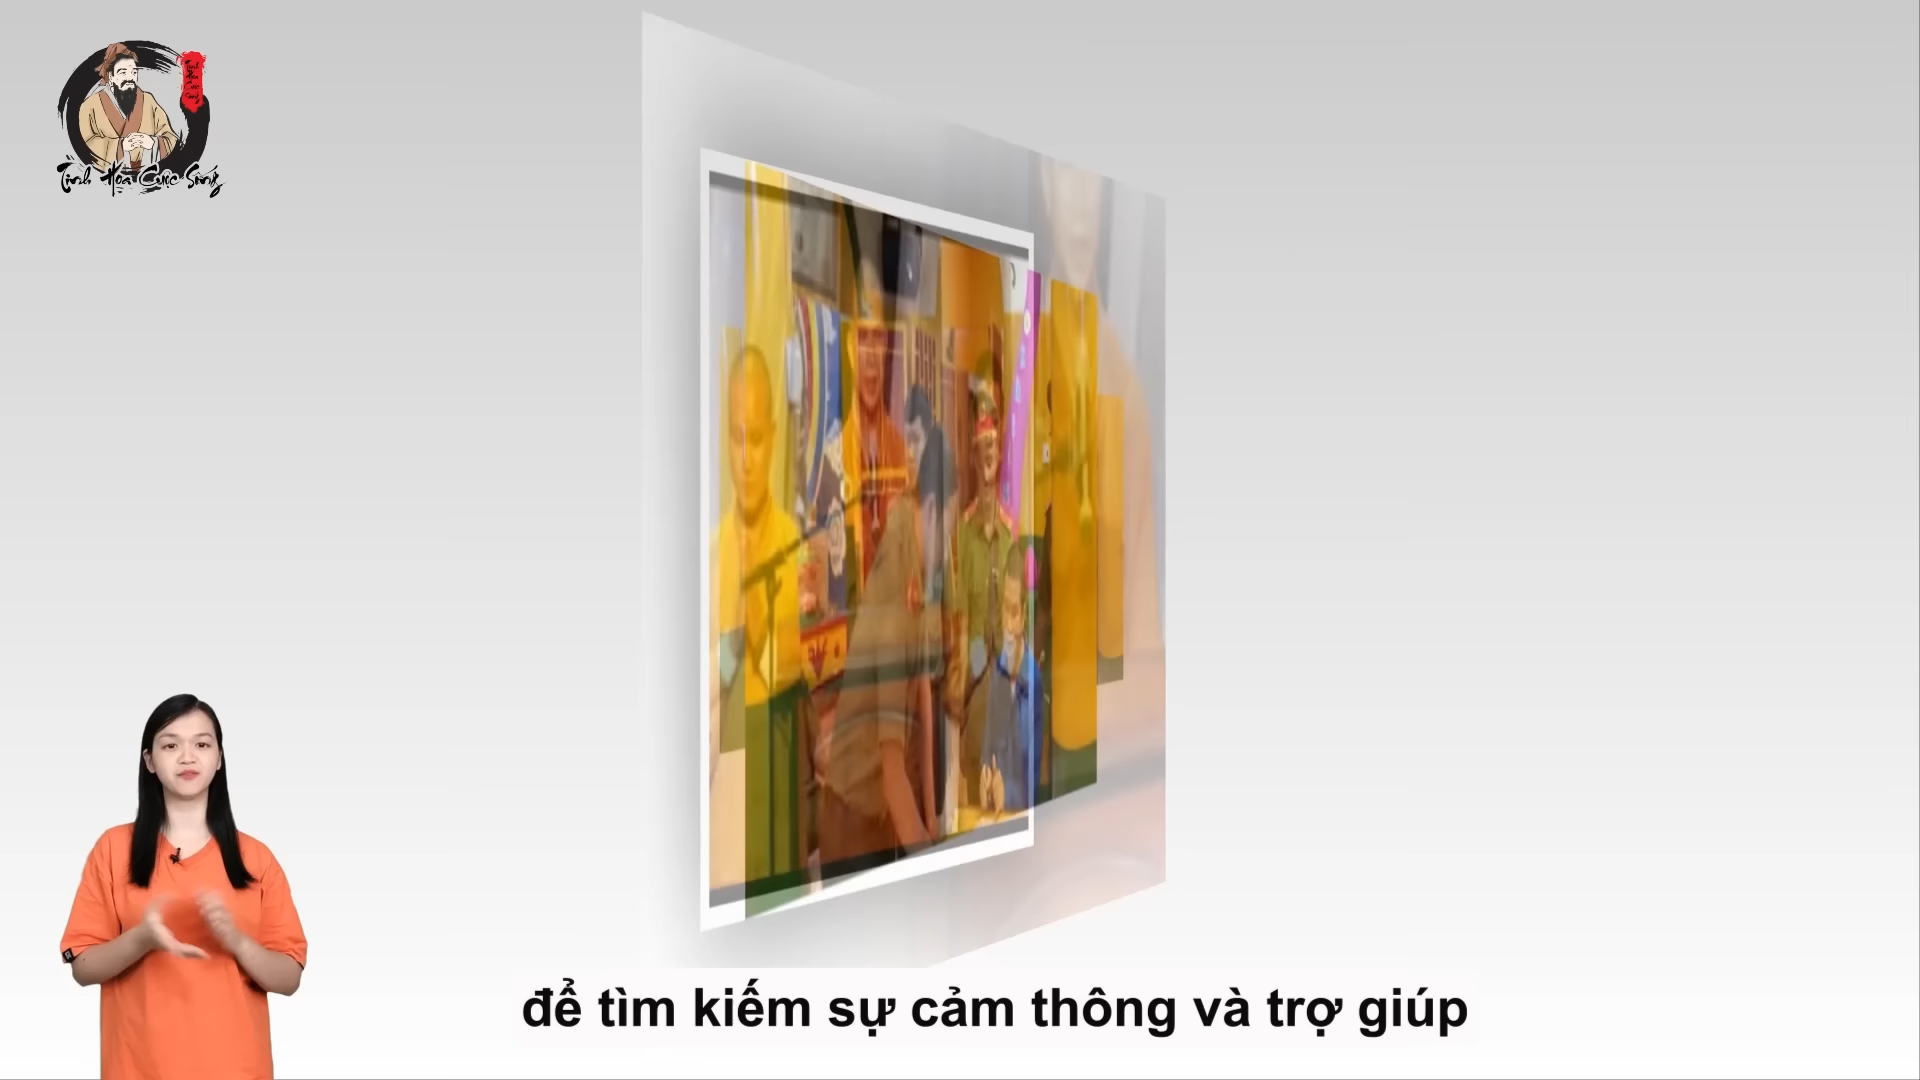 Tinh Hoa Cuộc Sống
để tìm kiếm sự cảm thông và trợ giúp